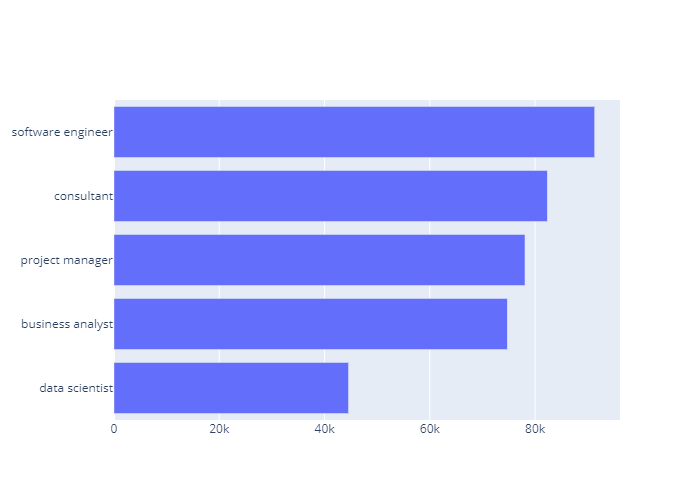 software engineer
consultant
project manager
business analyst
data scientist
0 20k 40k 60k 80k